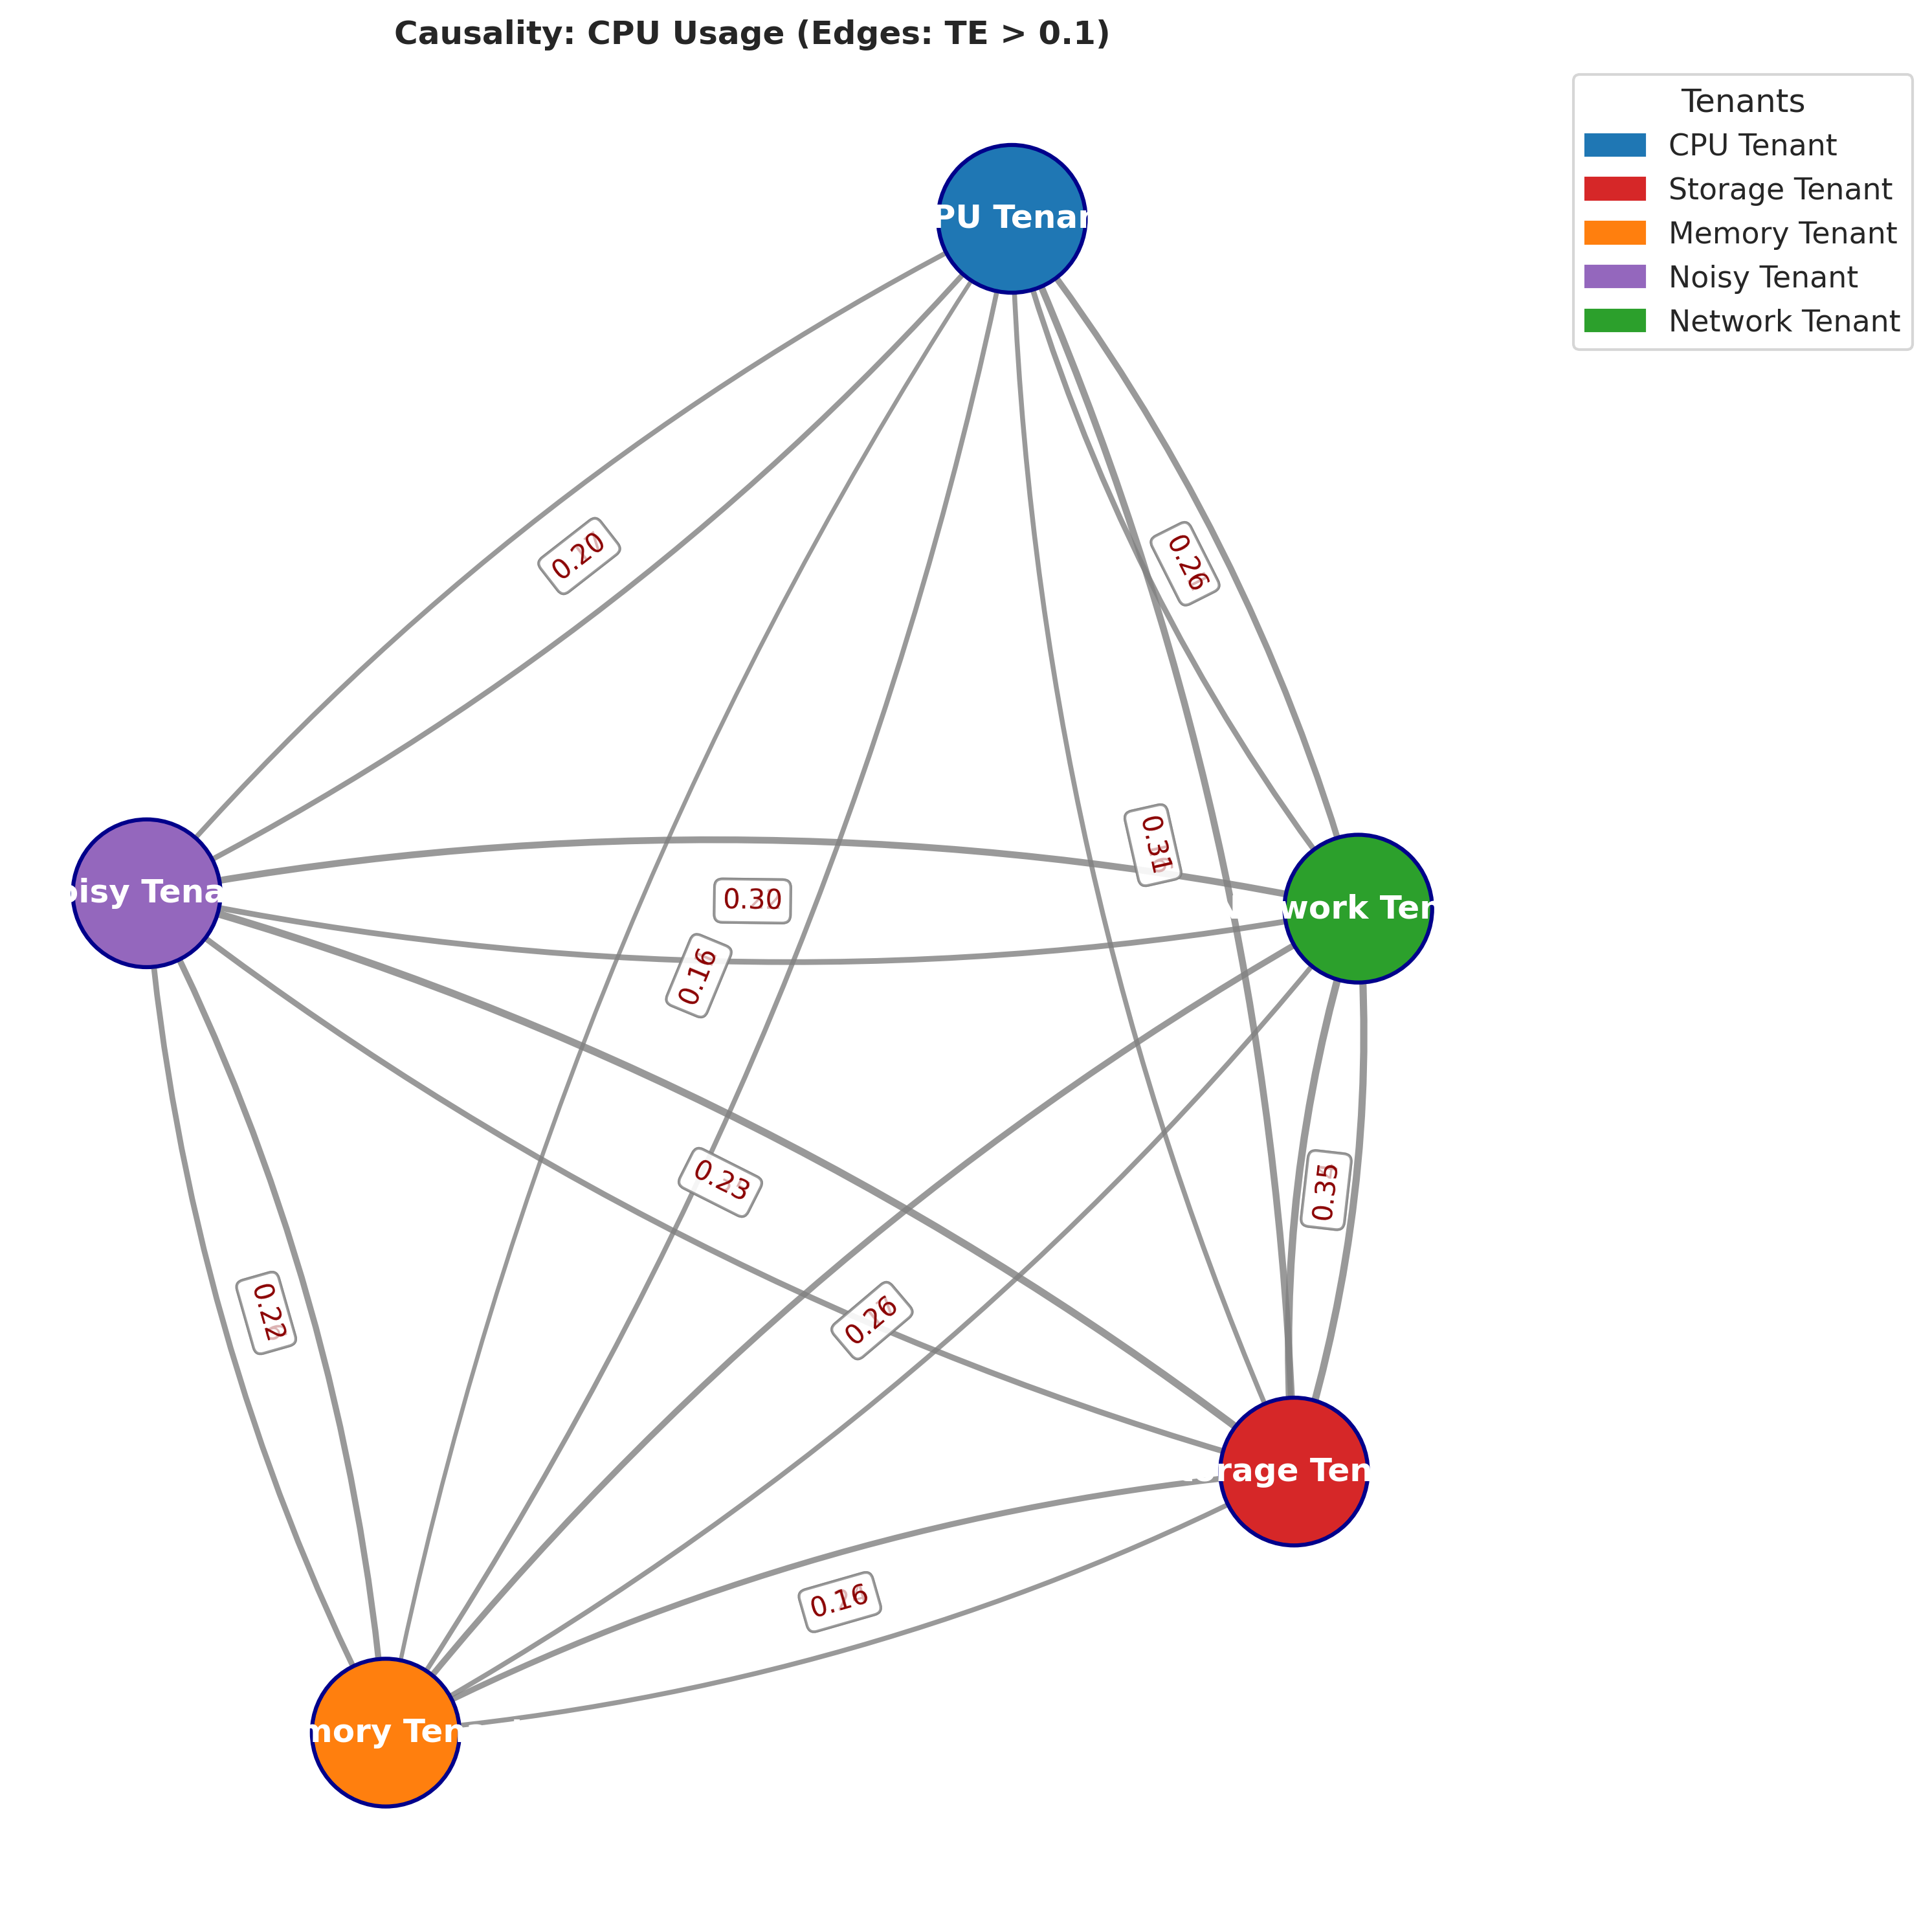 Causality: CPU Usage (Edges: TE > 0.1)
Tenants
CPU Tenant
Storage Tenant
Memory Tenant
Noisy Tenant
Network Tenant
PU Tenan
0.20
0.26
0.31
oisy Tena
work Ten
0.30
0.16
0.23
0.35
0.22
0.26
rage Ten
0.16
mory Ten